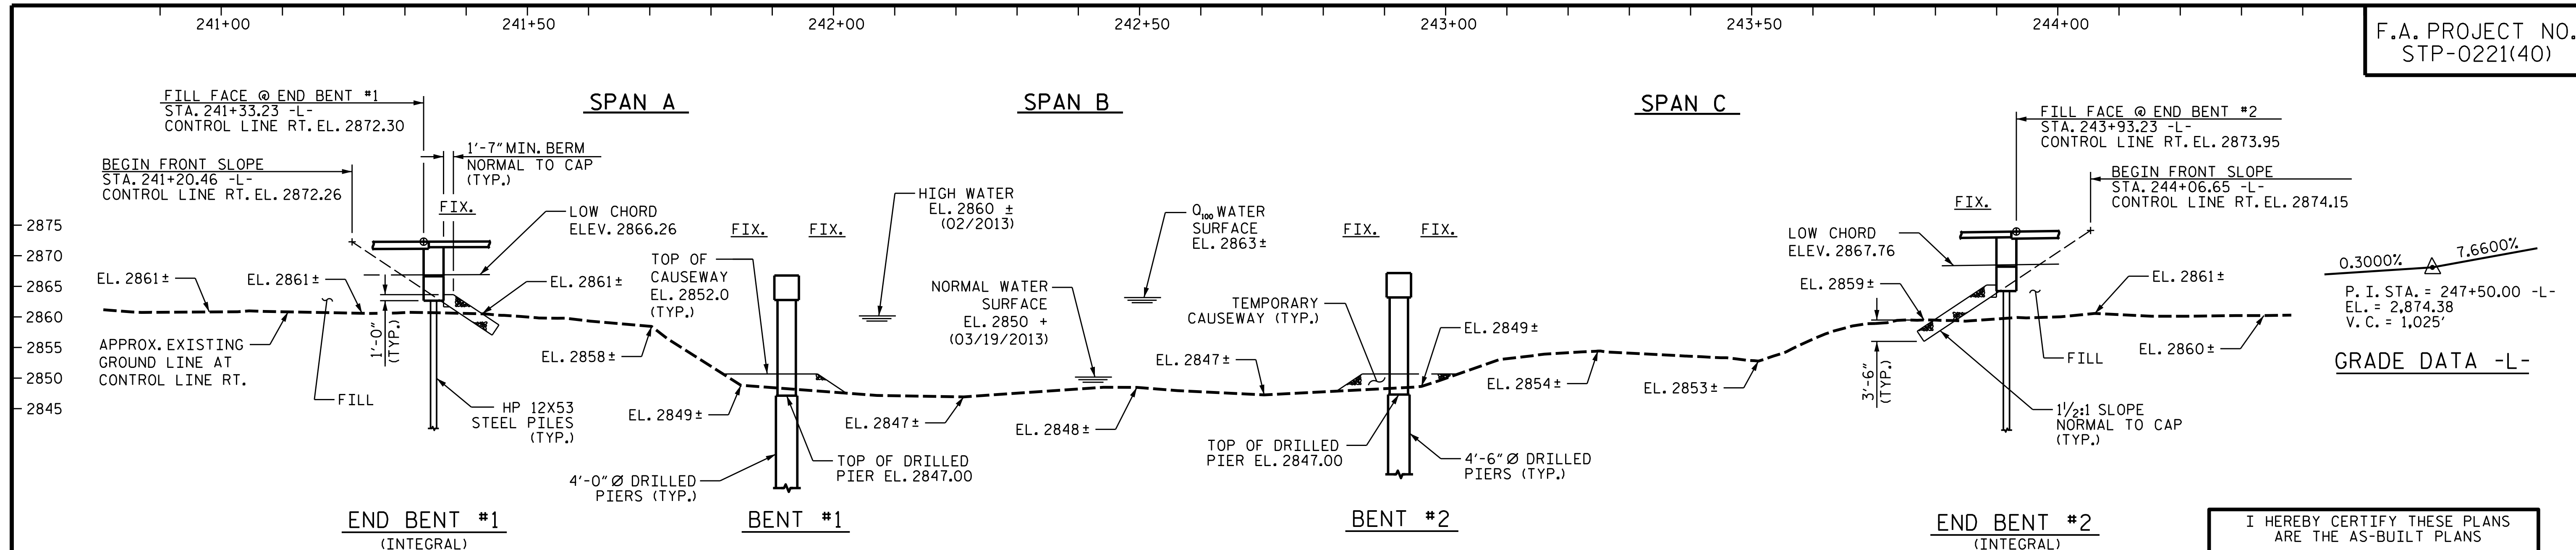 241+00
241+50
242+00
242+50
243+00
243+50
244+00
F.A. PROJECT NO.
STP-0221(40)
FILL FACE @ END BENT #1
STA. 241+33.23 -L-
CONTROL LINE RT. EL. 2872.30
SPAN A
SPAN B
SPAN C
FILL FACE @ END BENT #2
STA. 243+93.23 -L-
CONTROL LINE RT. EL. 2873.95
1'-7" MIN. BERM
NORMAL TO CAP
(TYP.)
BEGIN FRONT SLOPE
STA. 241+20.46 -L-
CONTROL LINE RT. EL. 2872.26
BEGIN FRONT SLOPE
STA. 244+06.65 -L-
CONTROL LINE RT. EL. 2874.15
FIX.
LOW CHORD
ELEV. 2866.26
FIX.
FIX.
HIGH WATER
EL. 2860 ±
(02/2013)
Q100 WATER
SURFACE
EL. 2863±
FIX.
FIX.
FIX.
LOW CHORD
ELEV. 2867.76
2875
2870
2865
2860
2855
2850
2845
EL. 2861±
EL. 2861±
EL. 2861±
TOP OF
CAUSEWAY
EL. 2852.0
(TYP.)
NORMAL WATER
SURFACE
EL. 2850 +
(03/19/2013)
TEMPORARY
CAUSEWAY (TYP.)
EL. 2849±
EL. 2859±
EL. 2861±
0.3000%
7.6600%
P. I. STA. = 247+50.00 -L-
EL. = 2,874.38
V.C. = 1,025'
GRADE DATA -L-
APPROX. EXISTING
GROUND LINE AT
CONTROL LINE RT.
1'-0"
(TYP.)
FILL
EL. 2858±
EL. 2847±
EL. 2854±
EL. 2853±
3'-6"
(TYP.)
FILL
EL. 2860±
HP 12X53
STEEL PILES
(TYP.)
EL. 2849±
EL. 2847±
EL. 2848±
1½:1 SLOPE
NORMAL TO CAP
(TYP.)
4'-0" Ø DRILLED
PIERS (TYP.)
TOP OF DRILLED
PIER EL. 2847.00
TOP OF DRILLED
PIER EL. 2847.00
4'-6" Ø DRILLED
PIERS (TYP.)
END BENT #1
(INTEGRAL)
BENT #1
BENT #2
END BENT #2
(INTEGRAL)
I HEREBY CERTIFY THESE PLANS
ARE THE AS-BUILT PLANS